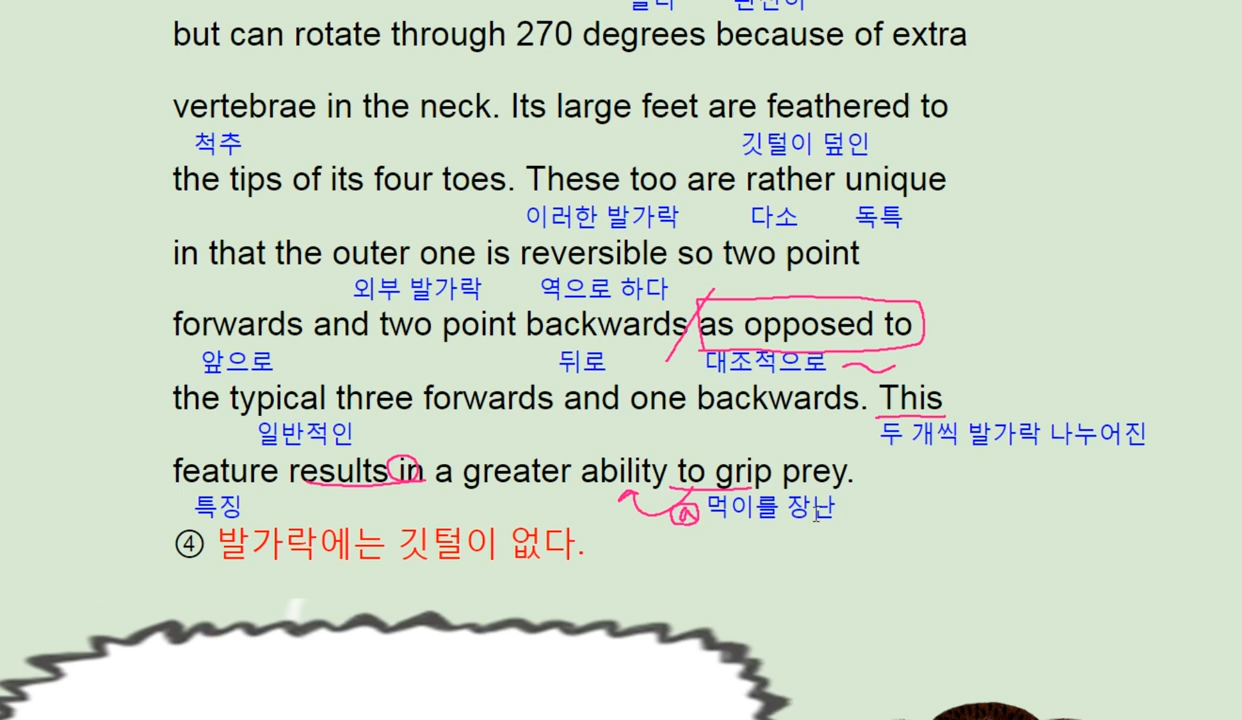 but can rotate through 270 degrees because of extra
vertebrae in the neck. Its large feet are feathered to
척추 깃털이 덮인
the tips of its four toes. These too are rather unique
이러한 발가락 다소 독특
in that the outer one is reversible so two point
외부 발가락 역으로 하다
forwards and two point backwards as opposed to
앞으로 뒤로 대조적으로
the typical three forwards and one backwards. This
일반적인 두 개씩 발가락 나누어진
feature results in a greater ability to grip prey.
특징 먹이를 장난
④ 발가락에는 깃털이 없다.